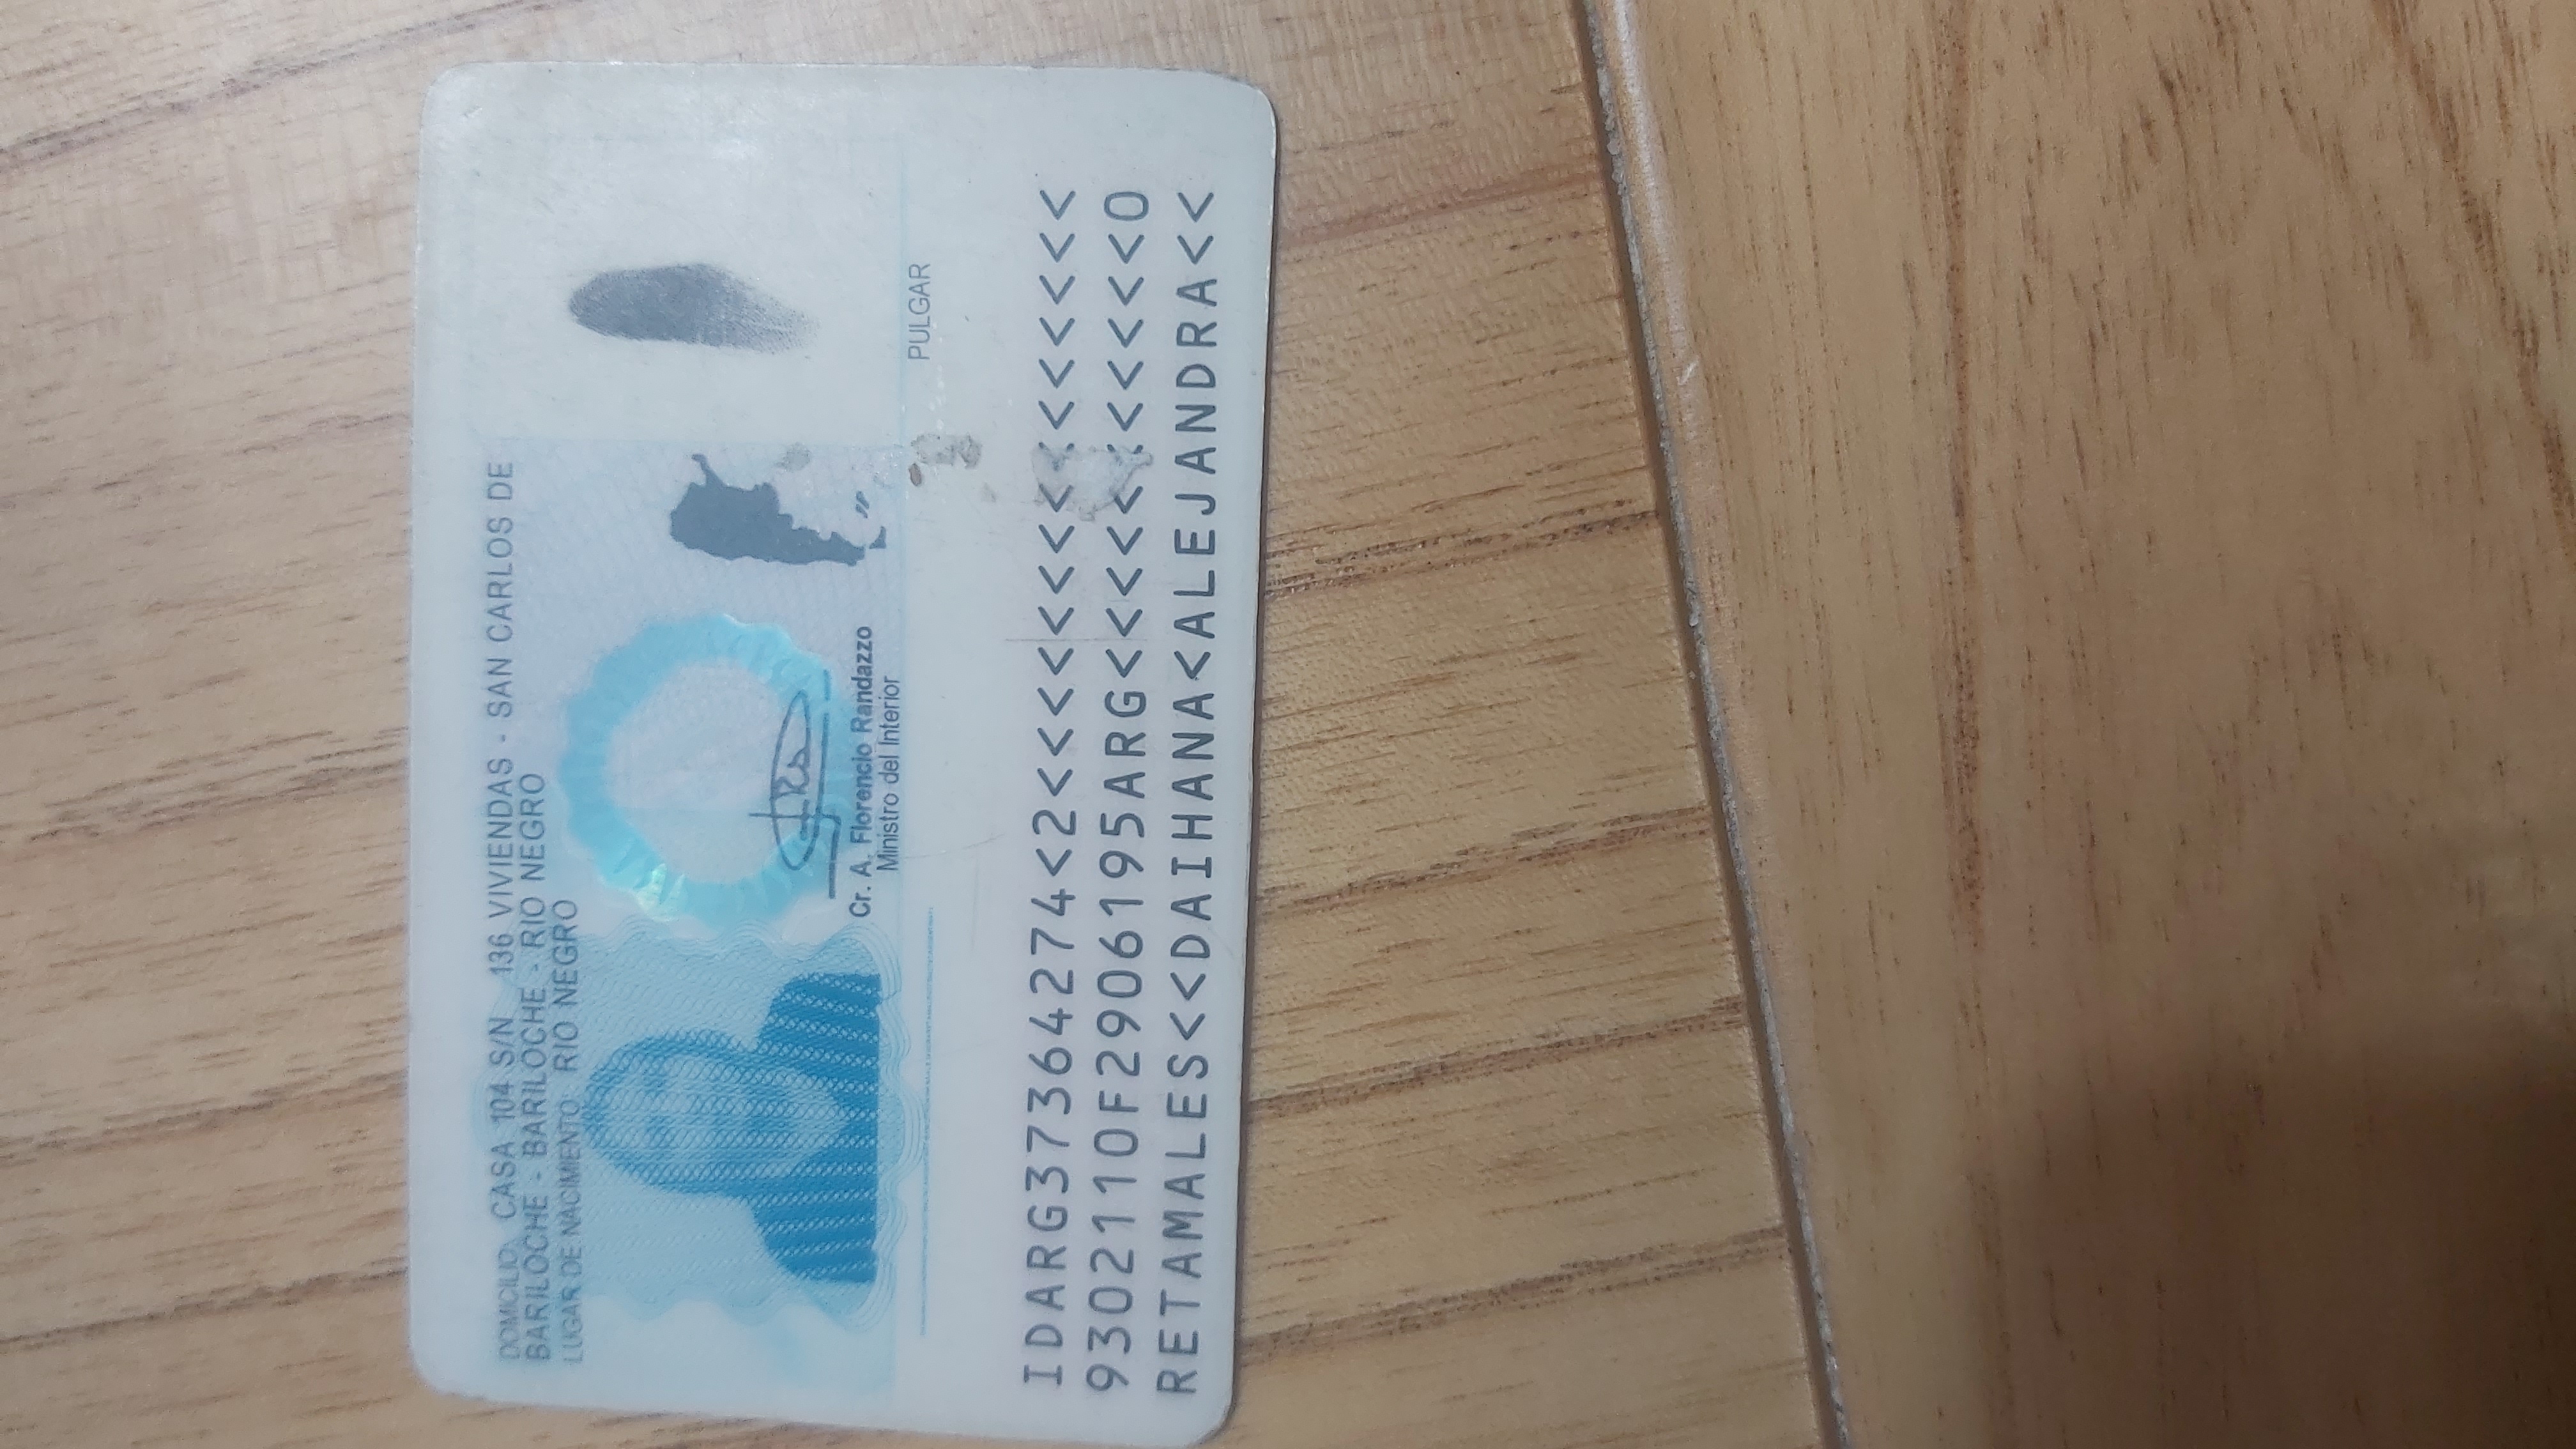 DOMICILIO: CASA 104 S/N 136 VIVIENDAS - SAN CARLOS DE
BARILOCHE - BARILOCHE - RIO NEGRO
LUGAR DE NACIMIENTO: RIO NEGRO
Cr. A. Florencio Randazzo
Ministro del Interior
PULGAR
IDARG37364274<2<<<<<<<<<<<<<<<
9302110F2906195ARG<<<<<<<<<<<0
RETAMALES<<DAIHANA<ALEJANDRA<<